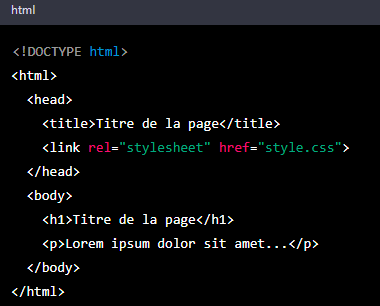 html
<!DOCTYPE html>
<html>
<head>
<title>Titre de la page</title>
<link rel="stylesheet" href="style.css">
</head>
<body>
<h1>Titre de la page</h1>
<p>Lorem ipsum dolor sit amet...</p>
</body>
</html>